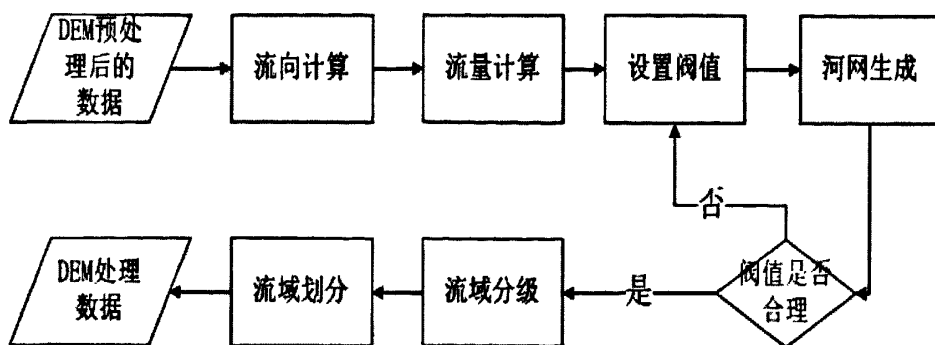 DEM预处
理后的
数据
流向计算
流量计算
设置阀值
河网生成
否
DEM处理
数据
流域划分
流域分级
是
阀值是否
合理